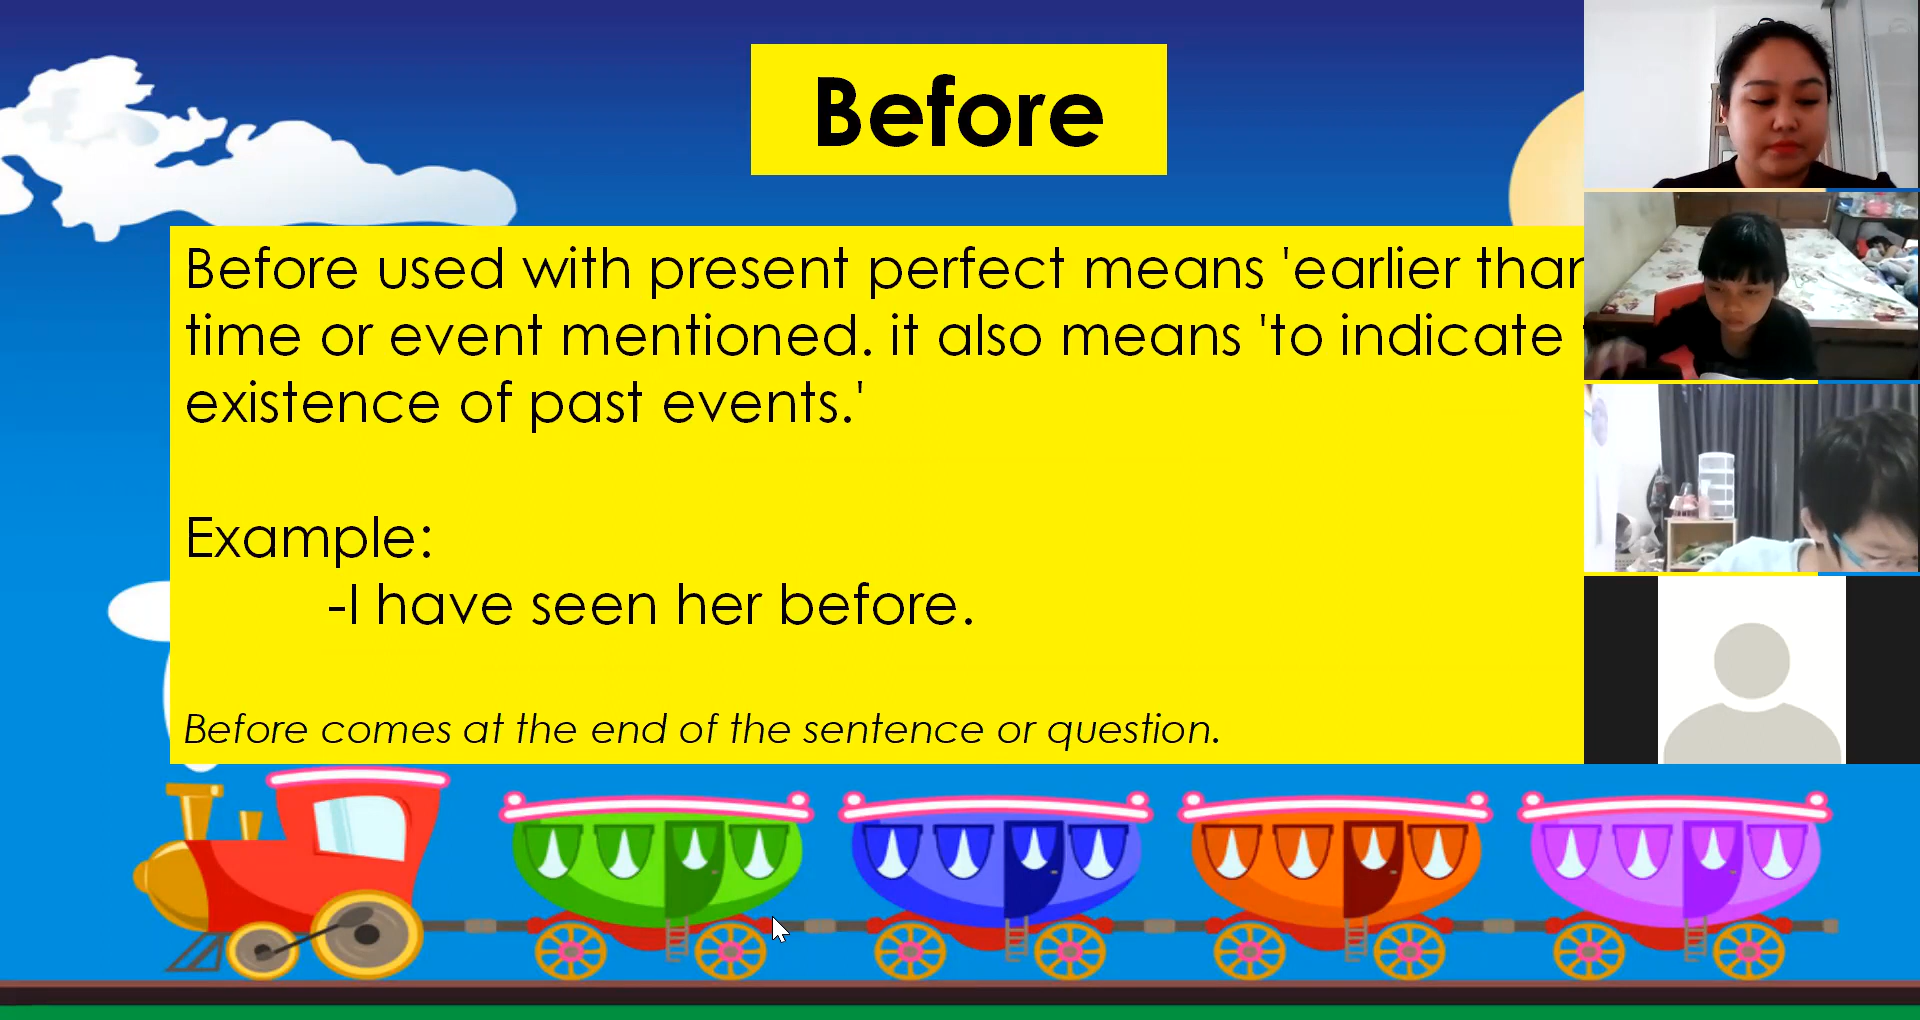 Before
Before used with present perfect means 'earlier
time or event mentioned. it also means 'to indicate
existence of past events.'
Example:
-I have seen her before.
Before comes at the end of the sentence or question.